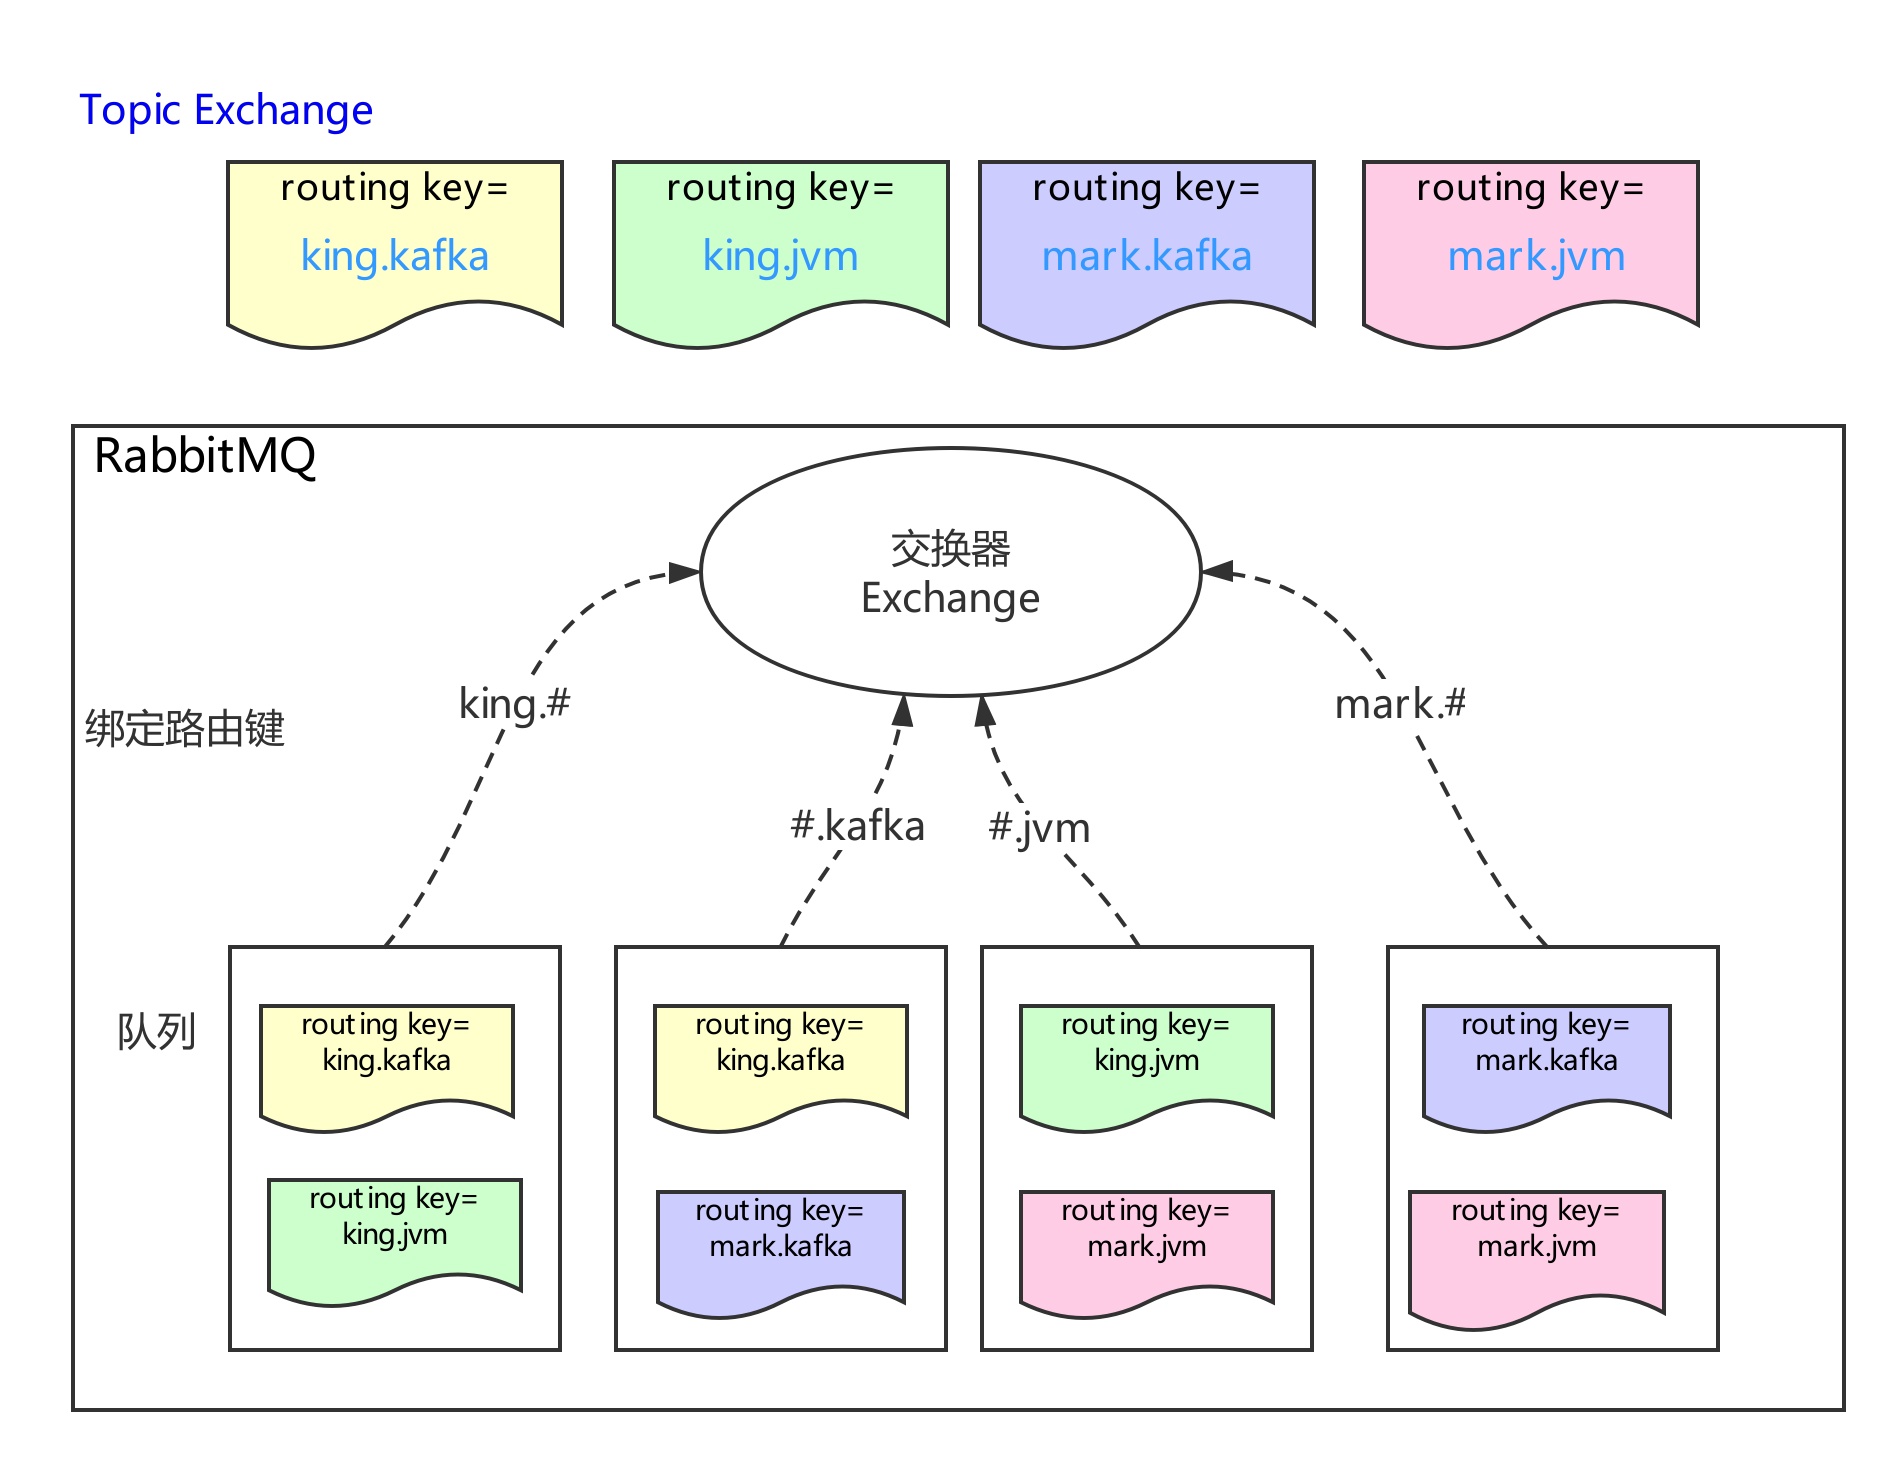 Topic Exchange
routing key=
king.kafka
routing key=
king.jvm
routing key=
mark.kafka
routing key=
mark.jvm
RabbitMQ
交换器
Exchange
绑定路由键
king.#
#.kafka
#.jvm
mark.#
队列
routing key=
king.kafka
routing key=
king.jvm
routing key=
king.kafka
routing key=
mark.kafka
routing key=
king.jvm
routing key=
mark.jvm
routing key=
mark.kafka
routing key=
mark.jvm